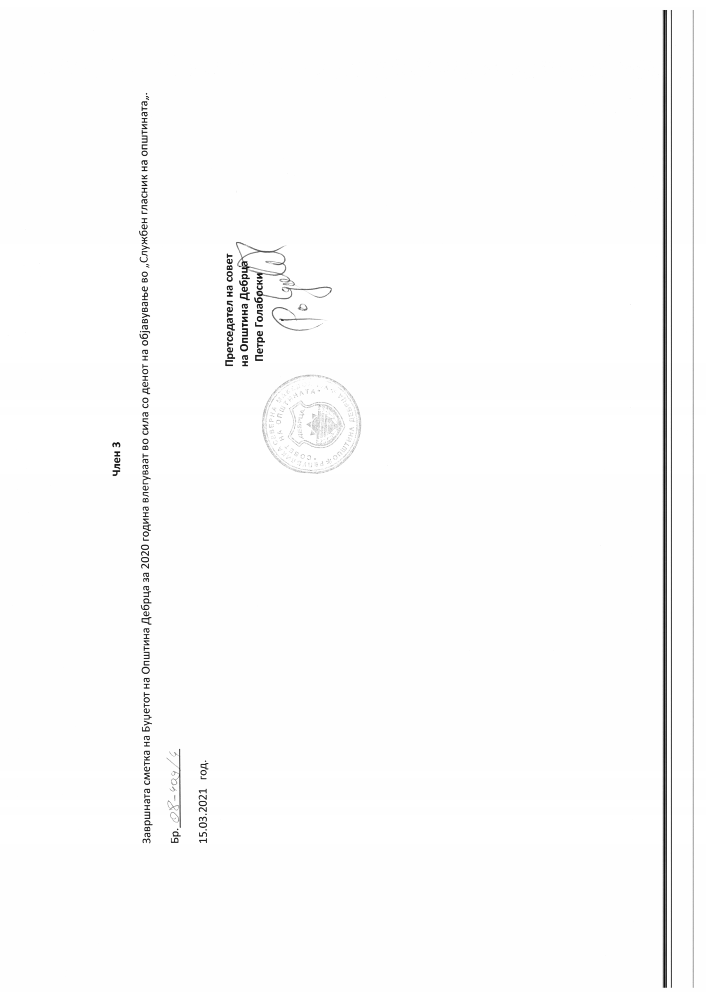 Член 3
Завршната сметка на Буџетот на Општина Дебрца за 2020 година влегуваат во сила со денот на објавување во „Службен гласник на општината„.
Бр. 08-409/4
15.03.2021 год.
Претседател на совет
на Општина Дебрца
Петре Голабоски
* РЕПУБЛИКА СЕВЕРНА МАКЕДОНИЈА
ОПШТИНА ДЕБРЦА
"СОВЕТ НА ОПШТИНАТА"
ДЕБРЦА